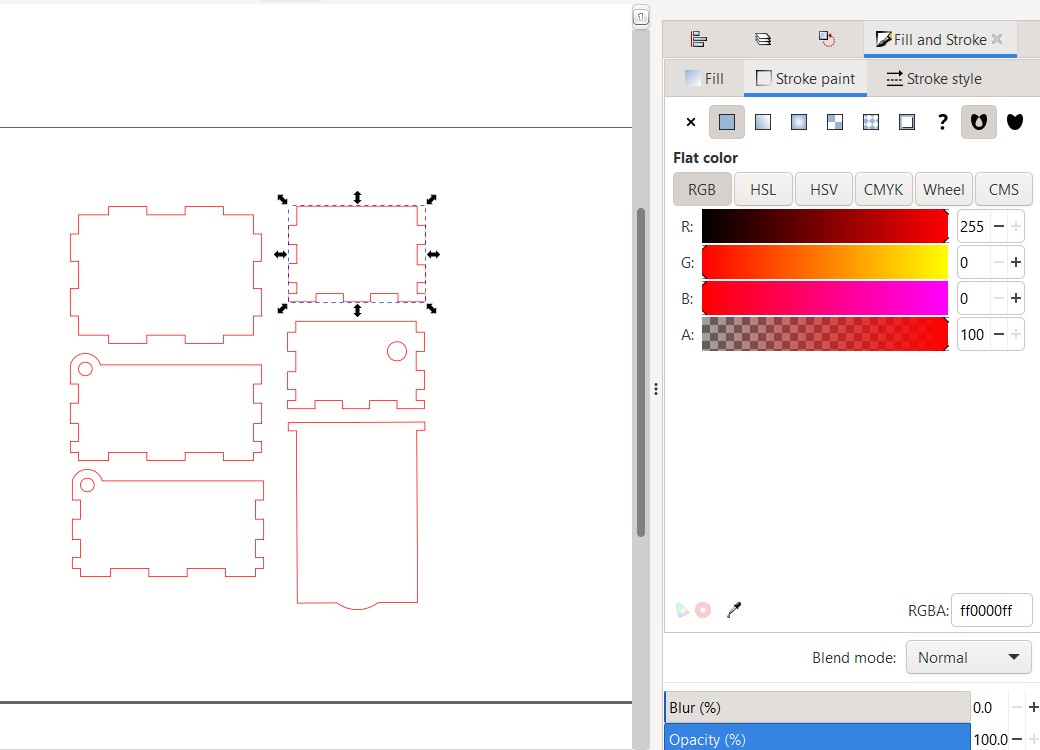 Fill and Stroke
Fill Stroke paint Stroke style
?
Flat color
RGB HSL HSV CMYK Wheel CMS
R: 255
G: 0
B: 0
A: 100
RGBA: ff0000ff
Blend mode: Normal
Blur (%) 0.0
Opacity (%) 100.0